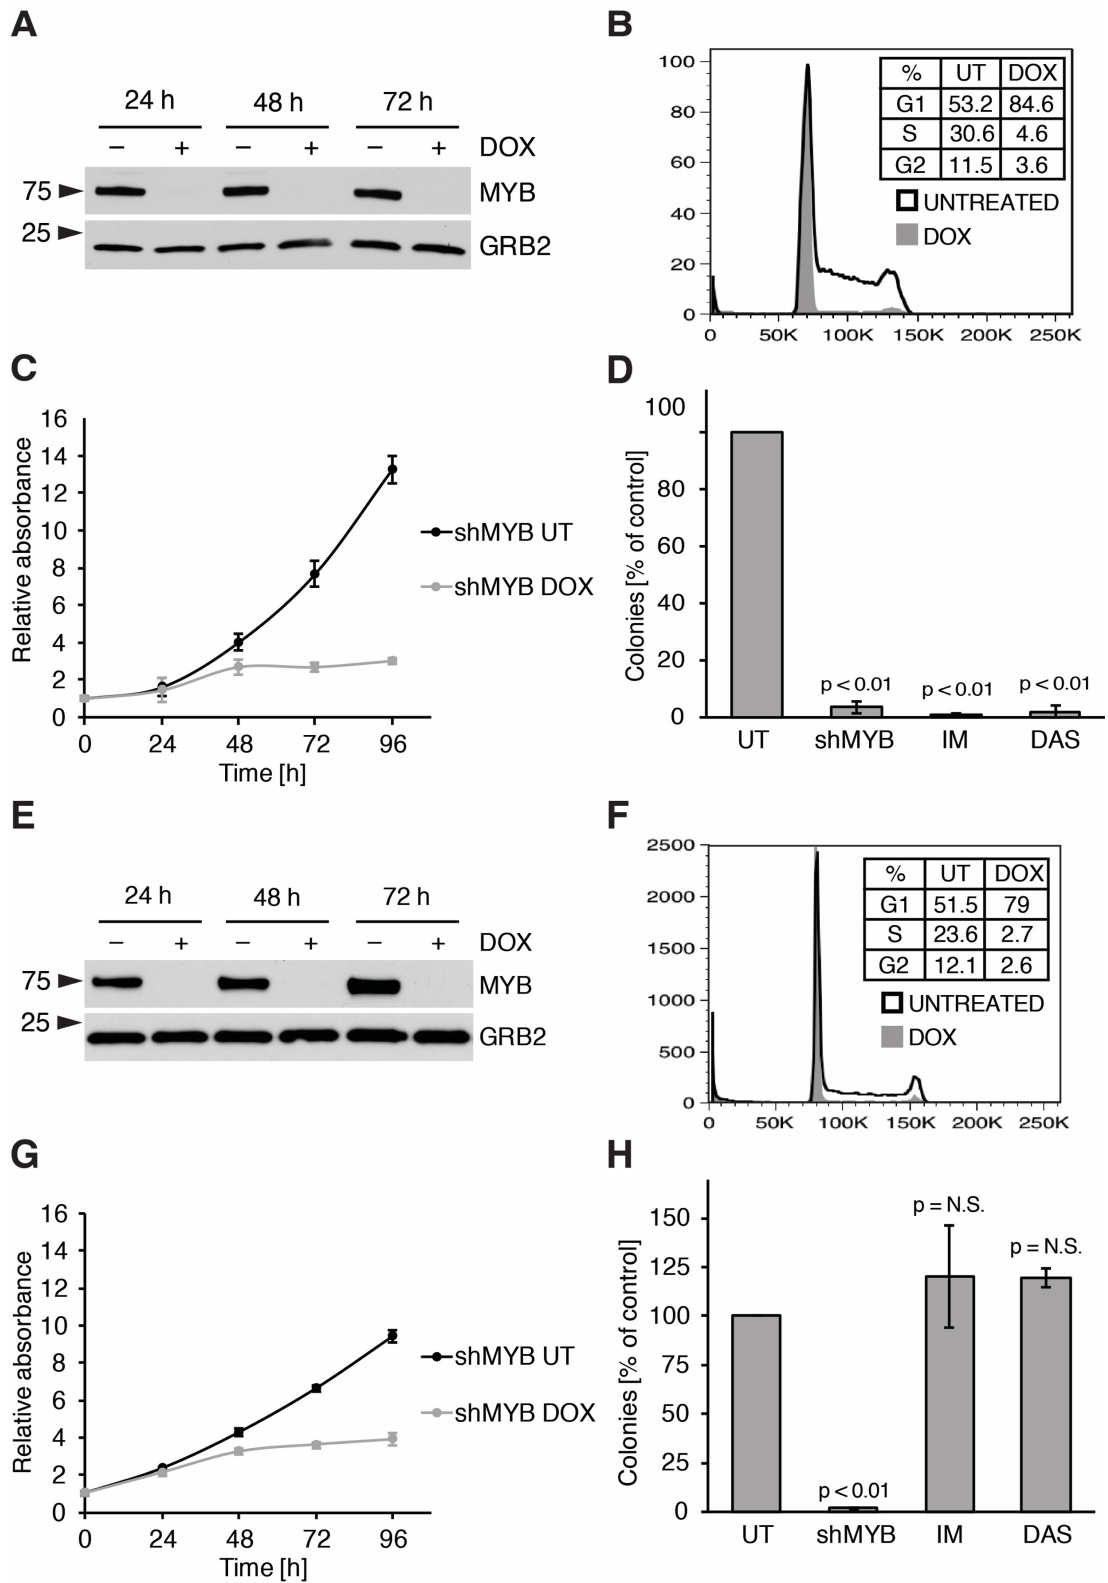 A
24 h 48 h 72 h
– + – + – + DOX
75 MYB
25 GRB2
B
100
80
60
40
20
0
0 50K 100K 150K 200K 250K
% UT DOX
G1 53.2 84.6
S 30.6 4.6
G2 11.5 3.6
UNTREATED
DOX
C
Relative absorbance
16
14
12
10
8
6
4
2
0
0 24 48 72 96
Time [h]
shMYB UT
shMYB DOX
D
Colonies [% of control]
100
80
60
40
20
0
p < 0.01 p < 0.01 p < 0.01
UT shMYB IM DAS
E
24 h 48 h 72 h
– + – + – + DOX
75 MYB
25 GRB2
F
2500
2000
1500
1000
500
0
0 50K 100K 150K 200K 250K
% UT DOX
G1 51.5 79
S 23.6 2.7
G2 12.1 2.6
UNTREATED
DOX
G
Relative absorbance
16
14
12
10
8
6
4
2
0
0 24 48 72 96
Time [h]
shMYB UT
shMYB DOX
H
Colonies [% of control]
150
125
100
75
50
25
0
p < 0.01 p = N.S. p = N.S.
UT shMYB IM DAS